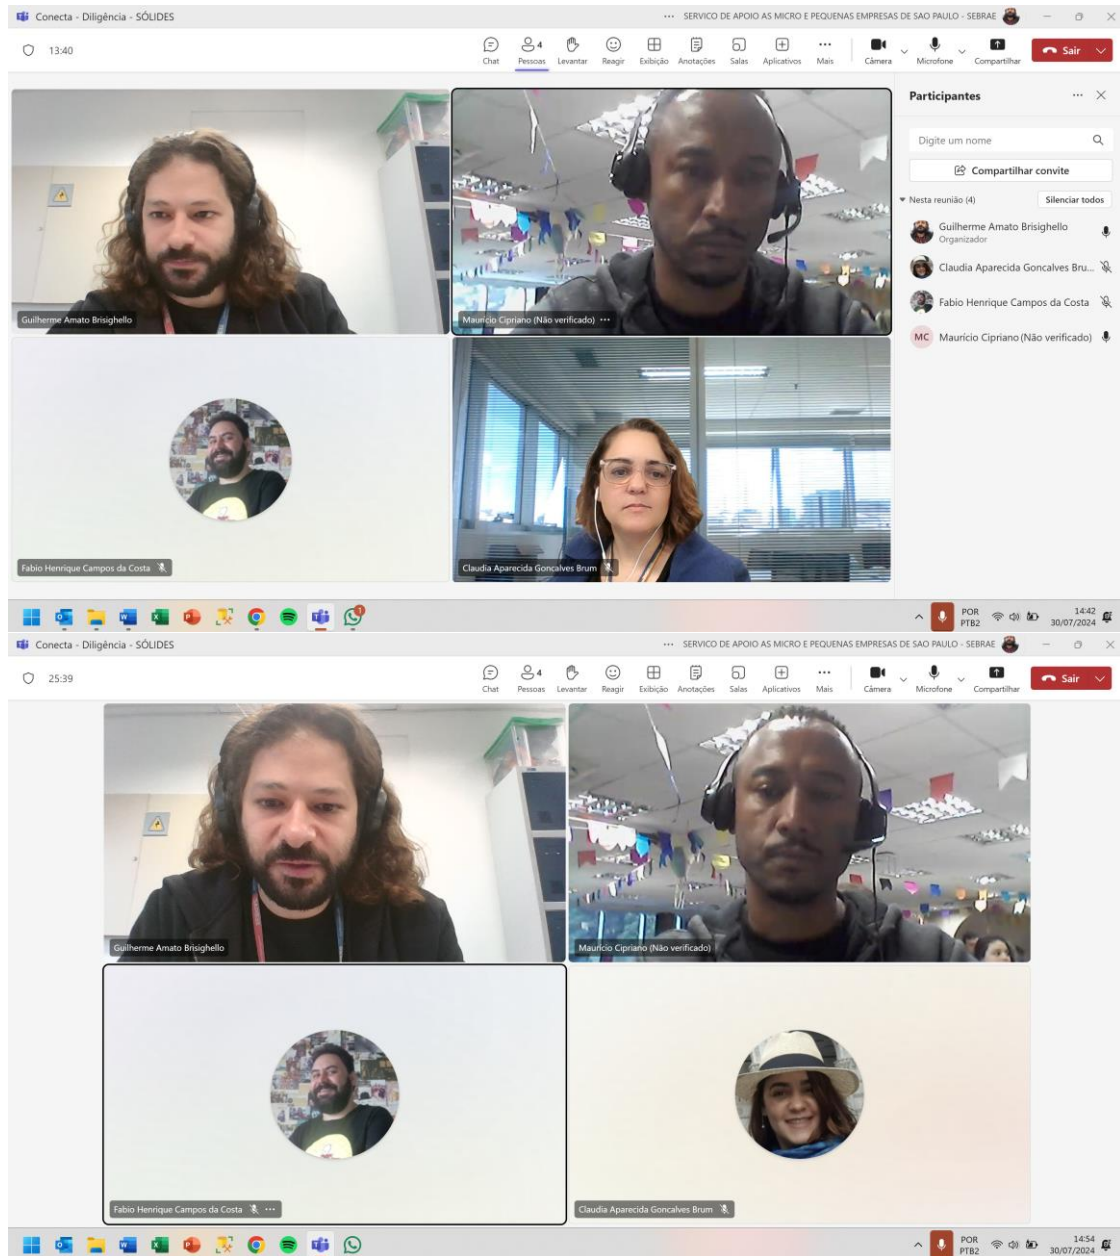 Conecta - Diligência - SÓLIDES
··· SERVICO DE APOIO AS MICRO E PEQUENAS EMPRESAS DE SAO PAULO - SEBRAE
13:40
Chat
4
Pessoas
Levantar
Reagir
Exibição
Anotações
Salas
Aplicativos
Mais
Câmera
Microfone
Compartilhar
Sair
Participantes
Digite um nome
Compartilhar convite
Nesta reunião (4)
Silenciar todos
Guilherme Amato Brisighello
Organizador
Claudia Aparecida Goncalves Bru...
Fabio Henrique Campos da Costa
MC Maurício Cipriano (Não verificado)
Guilherme Amato Brisighello
Maurício Cipriano (Não verificado) ···
Fabio Henrique Campos da Costa
Claudia Aparecida Goncalves Brum
1
POR
PTB2
14:42
30/07/2024
Conecta - Diligência - SÓLIDES
··· SERVICO DE APOIO AS MICRO E PEQUENAS EMPRESAS DE SAO PAULO - SEBRAE
25:39
Chat
4
Pessoas
Levantar
Reagir
Exibição
Anotações
Salas
Aplicativos
Mais
Câmera
Microfone
Compartilhar
Sair
Guilherme Amato Brisighello
Maurício Cipriano (Não verificado)
Fabio Henrique Campos da Costa ···
Claudia Aparecida Goncalves Brum
POR
PTB2
14:54
30/07/2024